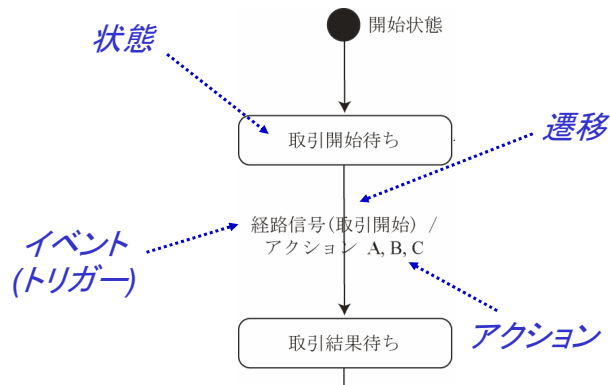 開始状態
状態
取引開始待ち
遷移
経路信号(取引開始) /
アクション A, B, C
イベント
(トリガー)
アクション
取引結果待ち